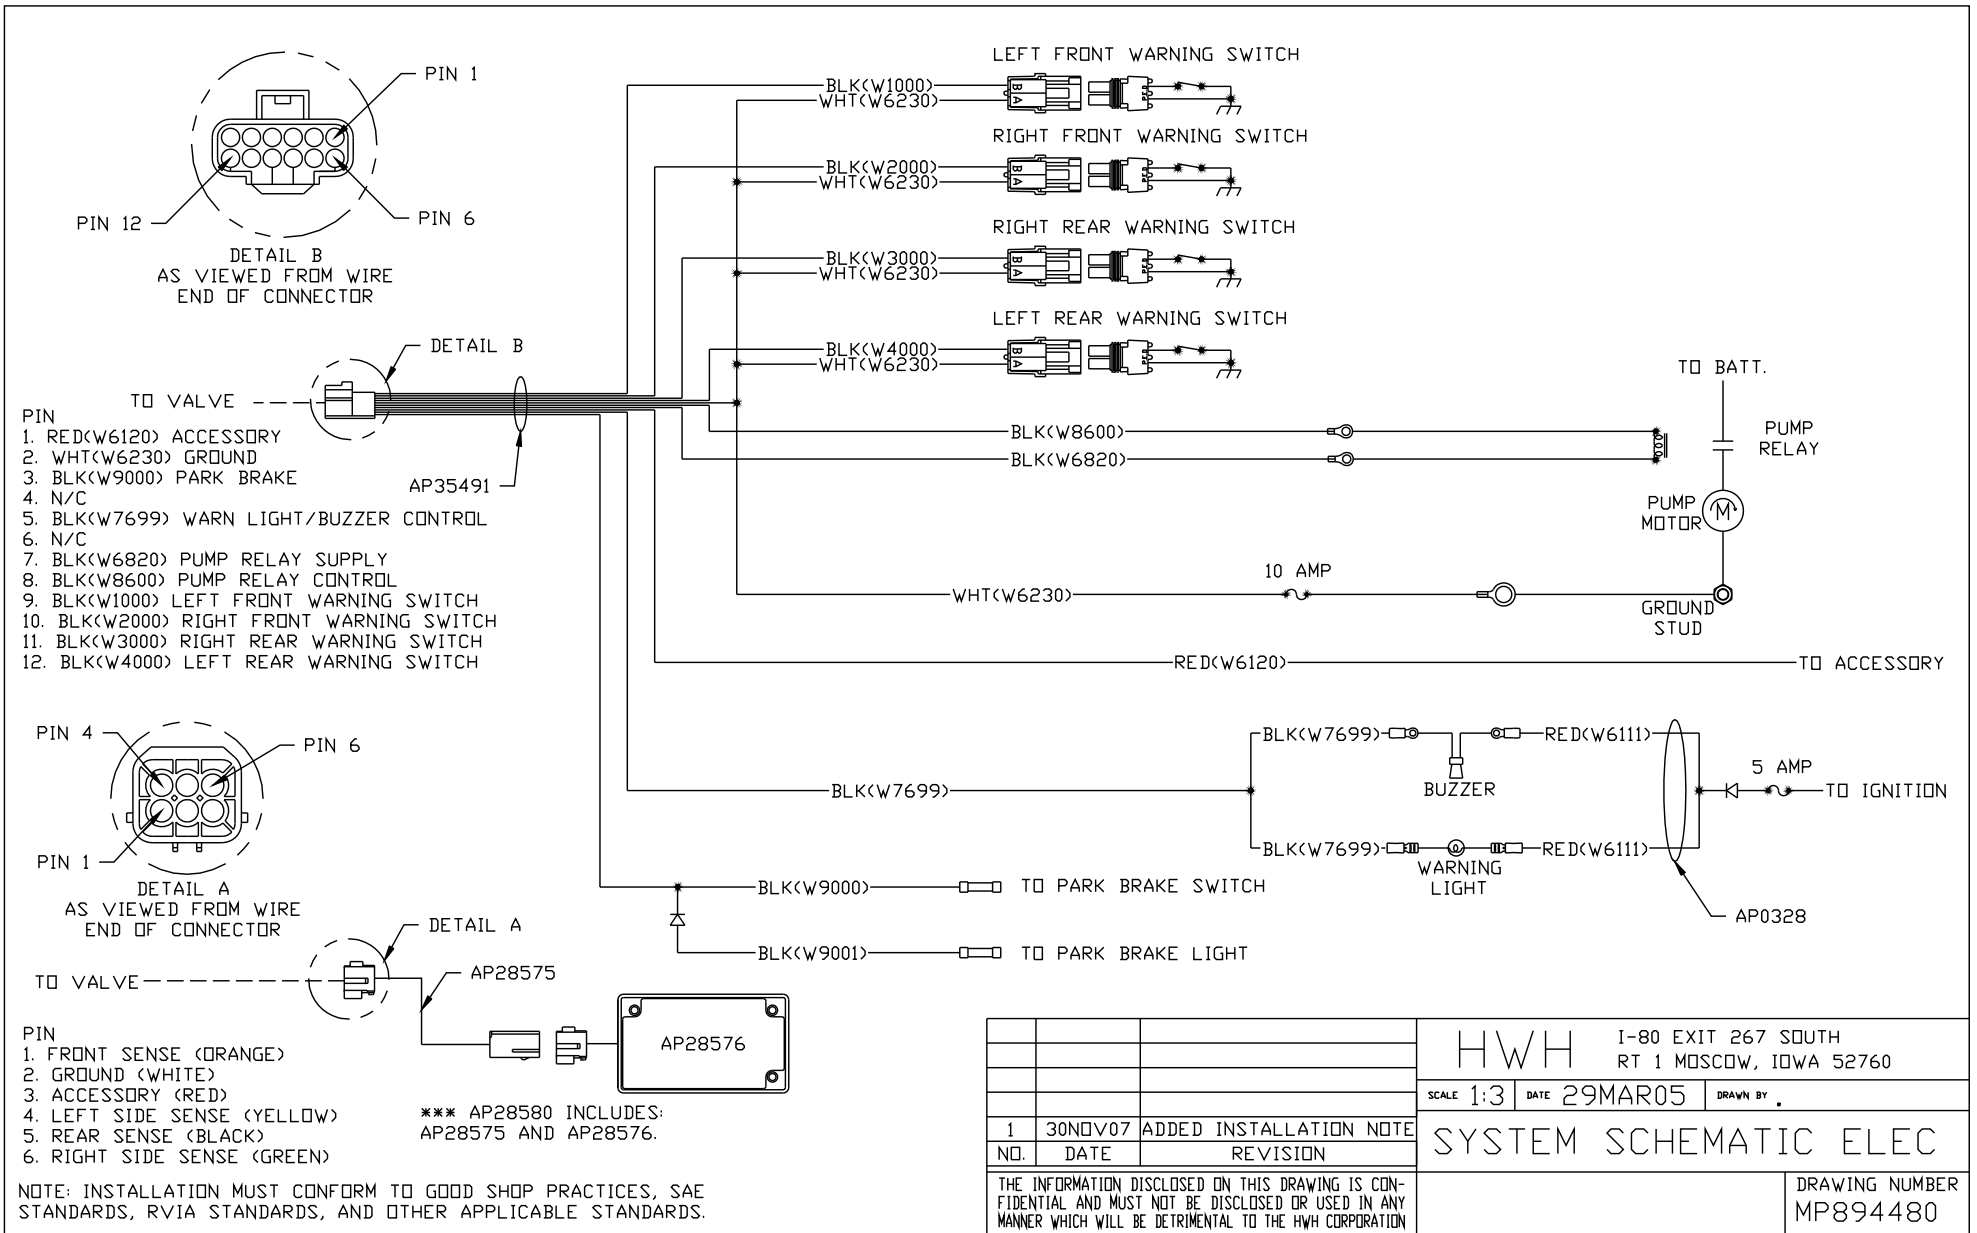 PIN 1
PIN 12
PIN 6
DETAIL B
AS VIEWED FROM WIRE
END OF CONNECTOR
DETAIL B
TO VALVE
AP35491
PIN
1. RED(W6120) ACCESSORY
2. WHT(W6230) GROUND
3. BLK(W9000) PARK BRAKE
4. N/C
5. BLK(W7699) WARN LIGHT/BUZZER CONTROL
6. N/C
7. BLK(W6820) PUMP RELAY SUPPLY
8. BLK(W8600) PUMP RELAY CONTROL
9. BLK(W1000) LEFT FRONT WARNING SWITCH
10. BLK(W2000) RIGHT FRONT WARNING SWITCH
11. BLK(W3000) RIGHT REAR WARNING SWITCH
12. BLK(W4000) LEFT REAR WARNING SWITCH
PIN 4
PIN 6
PIN 1
DETAIL A
AS VIEWED FROM WIRE
END OF CONNECTOR
DETAIL A
TO VALVE
AP28575
AP28576
PIN
1. FRONT SENSE (ORANGE)
2. GROUND (WHITE)
3. ACCESSORY (RED)
4. LEFT SIDE SENSE (YELLOW)
5. REAR SENSE (BLACK)
6. RIGHT SIDE SENSE (GREEN)
*** AP28580 INCLUDES:
AP28575 AND AP28576.
NOTE: INSTALLATION MUST CONFORM TO GOOD SHOP PRACTICES, SAE
STANDARDS, RVIA STANDARDS, AND OTHER APPLICABLE STANDARDS.
LEFT FRONT WARNING SWITCH
BLK(W1000)
WHT(W6230)
B
A
RIGHT FRONT WARNING SWITCH
BLK(W2000)
WHT(W6230)
B
A
RIGHT REAR WARNING SWITCH
BLK(W3000)
WHT(W6230)
B
A
LEFT REAR WARNING SWITCH
BLK(W4000)
WHT(W6230)
B
A
TO BATT.
BLK(W8600)
BLK(W6820)
PUMP
RELAY
PUMP
MOTOR
M
10 AMP
WHT(W6230)
GROUND
STUD
RED(W6120)
TO ACCESSORY
BLK(W7699)
BLK(W7699)
RED(W6111)
BUZZER
5 AMP
TO IGNITION
BLK(W7699)
RED(W6111)
WARNING
LIGHT
AP0328
BLK(W9000)
TO PARK BRAKE SWITCH
BLK(W9001)
TO PARK BRAKE LIGHT
1 30NOV07 ADDED INSTALLATION NOTE
NO. DATE REVISION
THE INFORMATION DISCLOSED ON THIS DRAWING IS CON-
FIDENTIAL AND MUST NOT BE DISCLOSED OR USED IN ANY
MANNER WHICH WILL BE DETRIMENTAL TO THE HWH CORPORATION
HWH
I-80 EXIT 267 SOUTH
RT 1 MOSCOW, IOWA 52760
SCALE 1:3 DATE 29MAR05 DRAWN BY .
SYSTEM SCHEMATIC ELEC
DRAWING NUMBER
MP894480